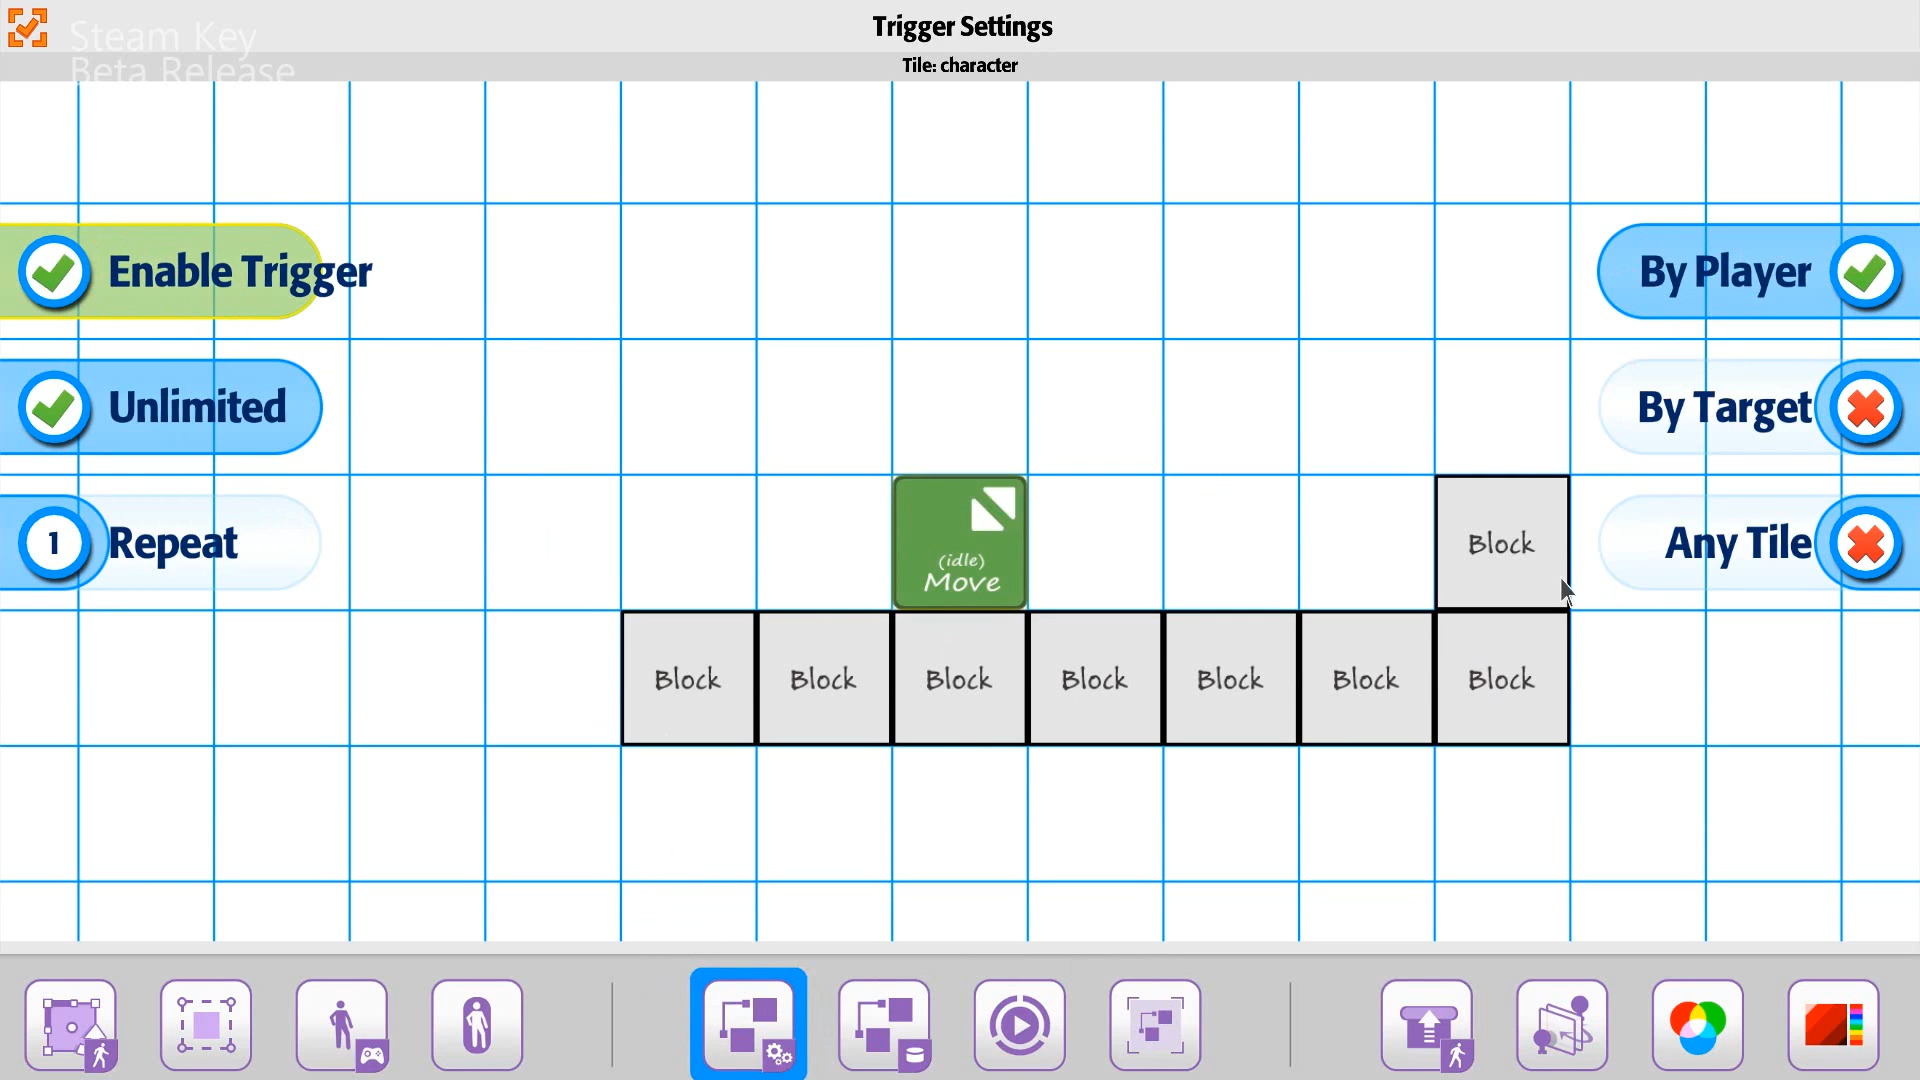 Steam Key
Beta Release
Trigger Settings
Tile: character
Enable Trigger
By Player
Unlimited
By Target
1
Repeat
(idle)
Move
Block
Any Tile
Block
Block
Block
Block
Block
Block
Block